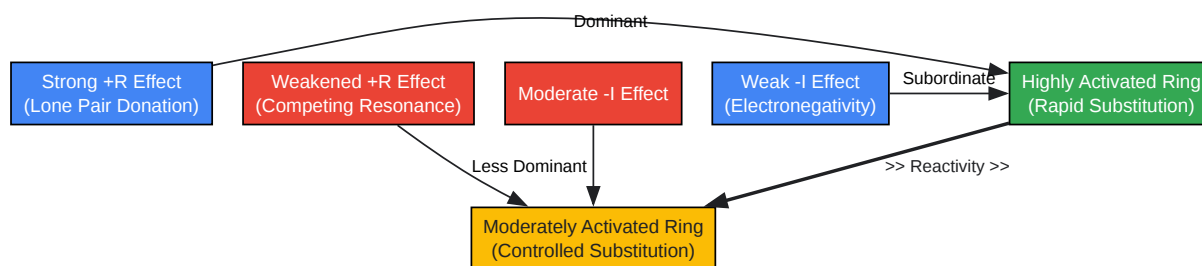 Dominant
Strong +R Effect
(Lone Pair Donation)
Weakened +R Effect
(Competing Resonance)
Moderate -I Effect
Weak -I Effect
(Electronegativity)
Subordinate
Highly Activated Ring
(Rapid Substitution)
Less Dominant
>> Reactivity >>
Moderately Activated Ring
(Controlled Substitution)